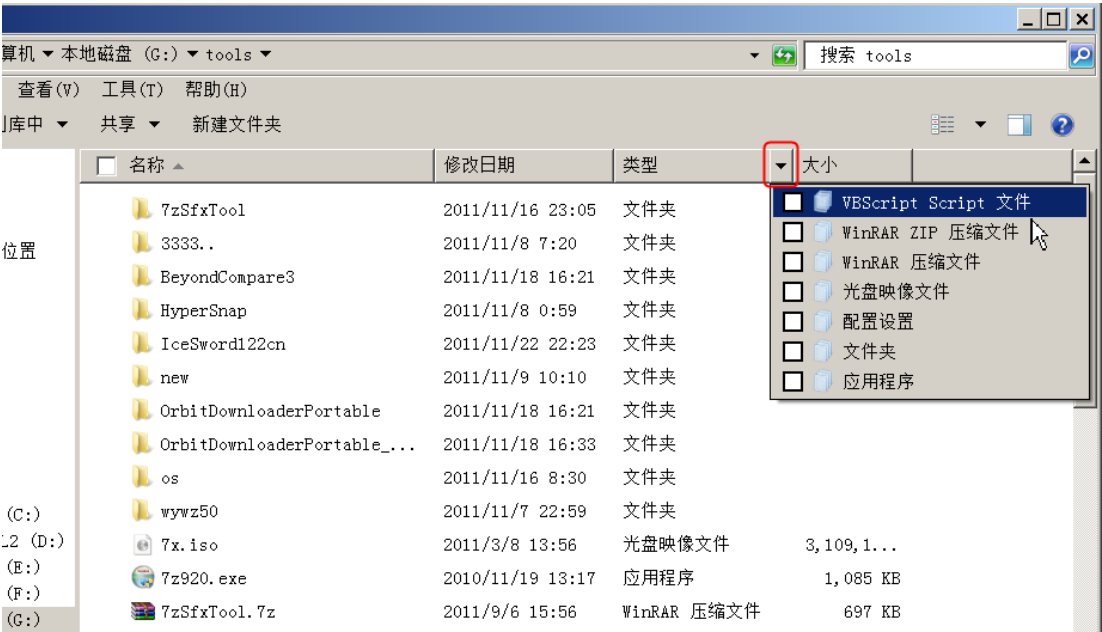 算机 ▼ 本地磁盘 (G:) ▼ tools ▼
搜索 tools
查看(V) 工具(T) 帮助(H)
库中 ▼ 共享 ▼ 新建文件夹
名称 修改日期 类型 大小
VBScript Script 文件
WinRAR ZIP 压缩文件
WinRAR 压缩文件
光盘映像文件
配置设置
文件夹
应用程序
7zSfxTool 2011/11/16 23:05 文件夹
3333.. 2011/11/8 7:20 文件夹
BeyondCompare3 2011/11/18 16:21 文件夹
HyperSnap 2011/11/8 0:59 文件夹
IceSword122cn 2011/11/22 22:23 文件夹
new 2011/11/9 10:10 文件夹
OrbitDownloaderPortable 2011/11/18 16:21 文件夹
OrbitDownloaderPortable_... 2011/11/18 16:33 文件夹
os 2011/11/16 8:30 文件夹
wywz50 2011/11/7 22:59 文件夹
7x.iso 2011/3/8 13:56 光盘映像文件 3,109,1...
7z920.exe 2010/11/19 13:17 应用程序 1,085 KB
7zSfxTool.7z 2011/9/6 15:56 WinRAR 压缩文件 697 KB
位置
(C:)
L2 (D:)
(E:)
(F:)
(G:)